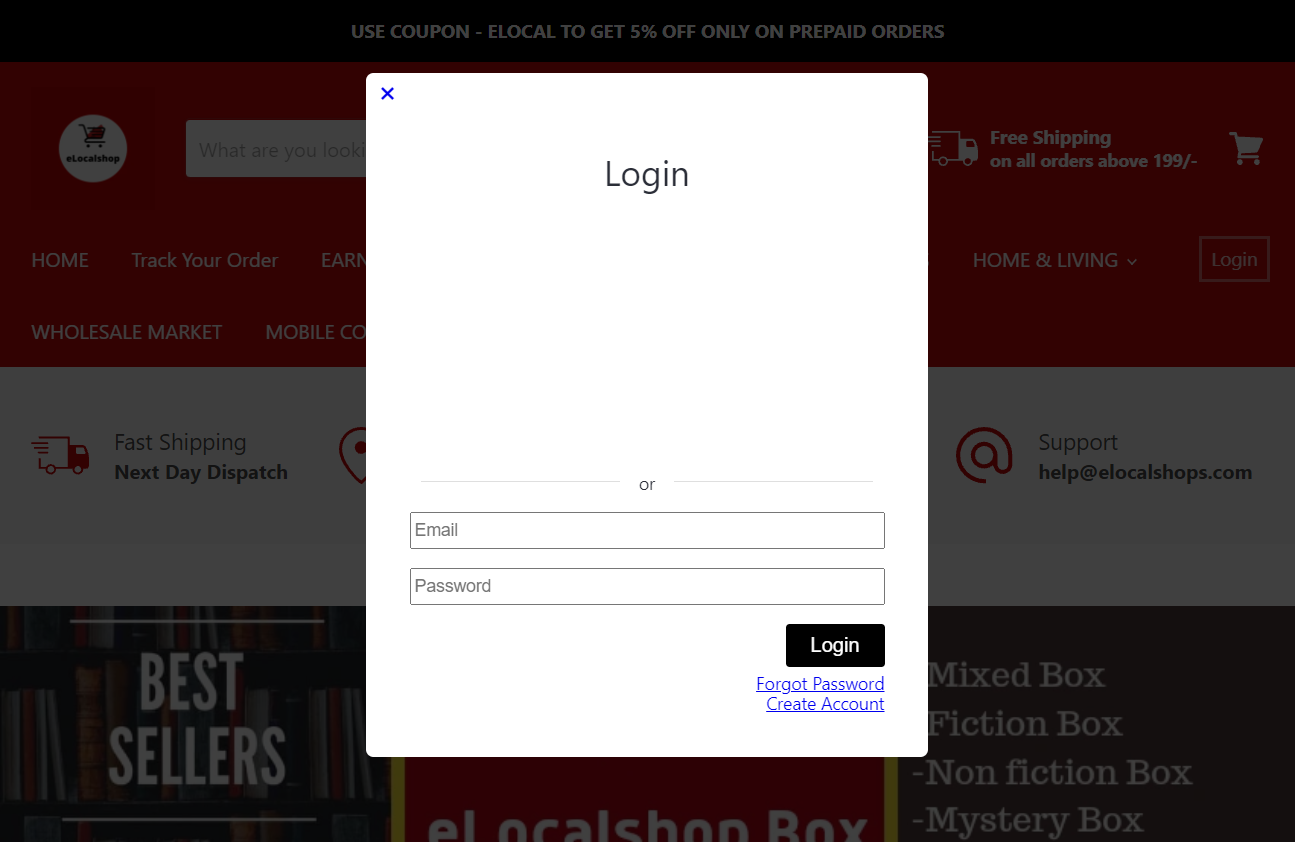 USE COUPON - ELOCAL TO GET 5% OFF ONLY ON PREPAID ORDERS
eLocalshop
What are you looki
Free Shipping
on all orders above 199/-
Login
HOME
Track Your Order
EARN
HOME & LIVING
Login
WHOLESALE MARKET
MOBILE CO
Fast Shipping
Next Day Dispatch
Support
help@elocalshops.com
or
Email
Password
Login
Forgot Password
Create Account
BEST
SELLERS
eLocalshop Box
-Mixed Box
-Fiction Box
-Non fiction Box
-Mystery Box